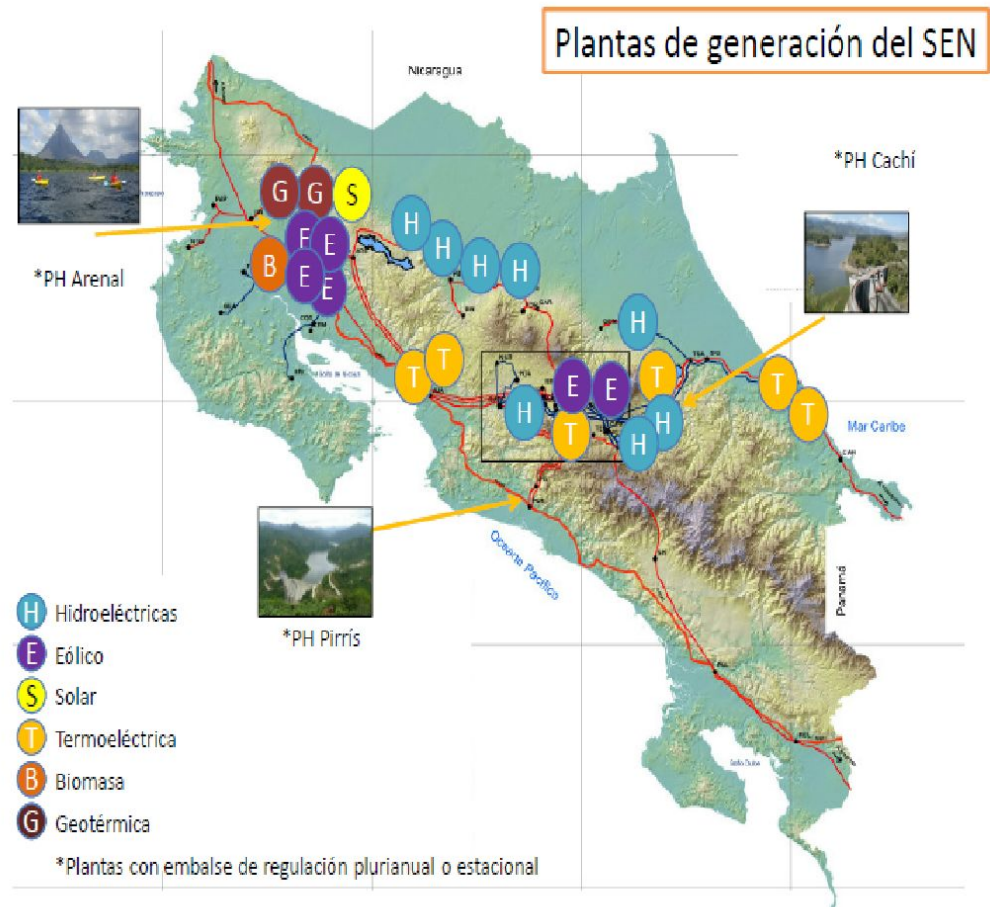 Plantas de generación del SEN
Nicaragua
*PH Cachí
G
G
S
H
E
E
H
*PH Arenal
B
E
H
H
E
H
T
T
T
E
E
T
H
H
T
T
H
Mar Caribe
Oceano Pacífico
Panamá
*PH Pirrís
H Hidroeléctricas
E Eólico
S Solar
T Termoeléctrica
B Biomasa
G Geotérmica
*Plantas con embalse de regulación plurianual o estacional